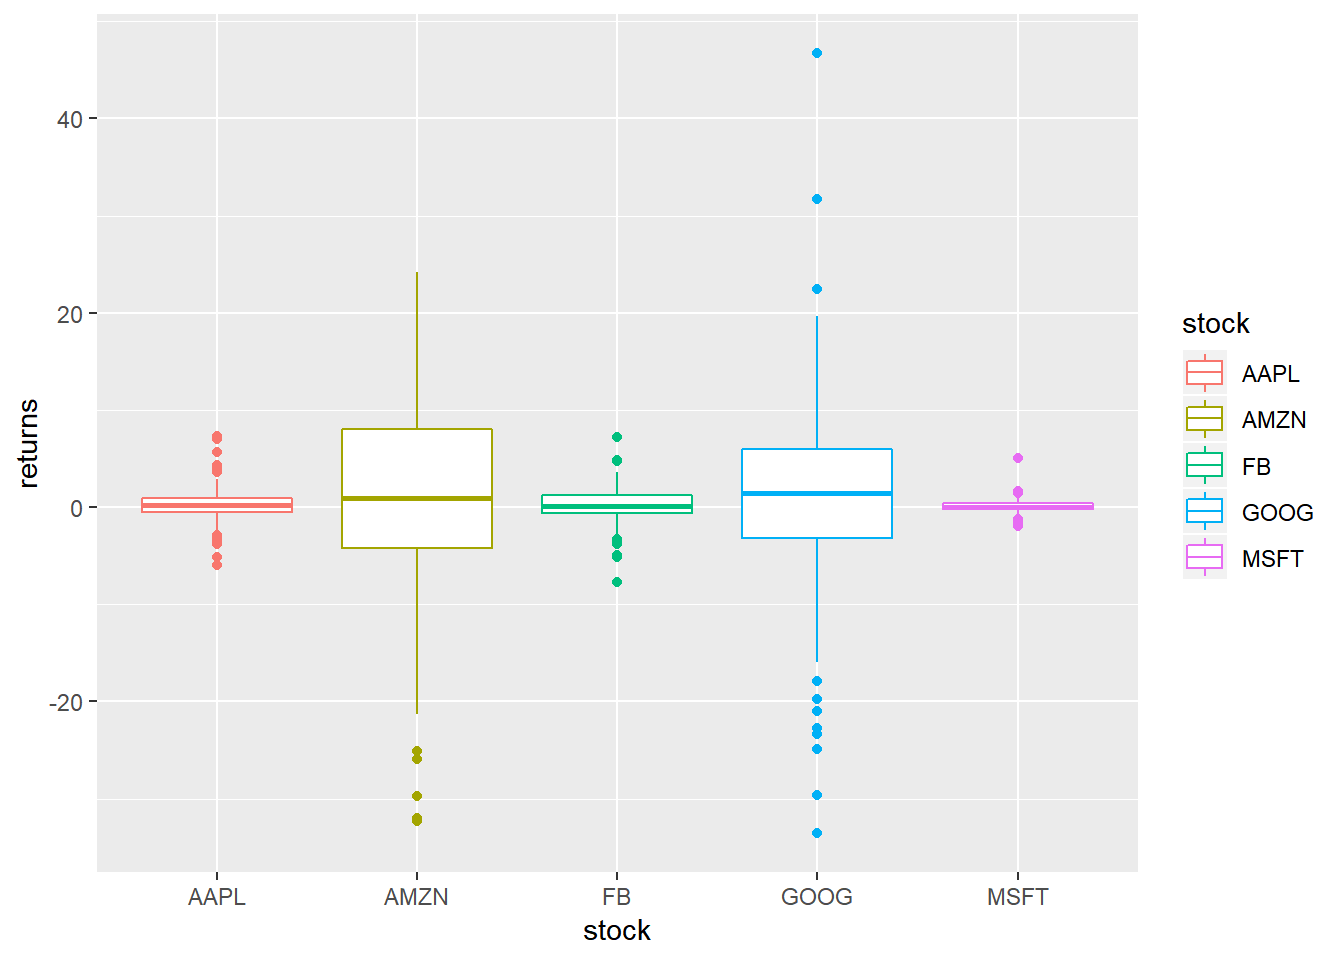 returns
40
20
0
-20
AAPL
AMZN
FB
GOOG
MSFT
stock
stock
AAPL
AMZN
FB
GOOG
MSFT